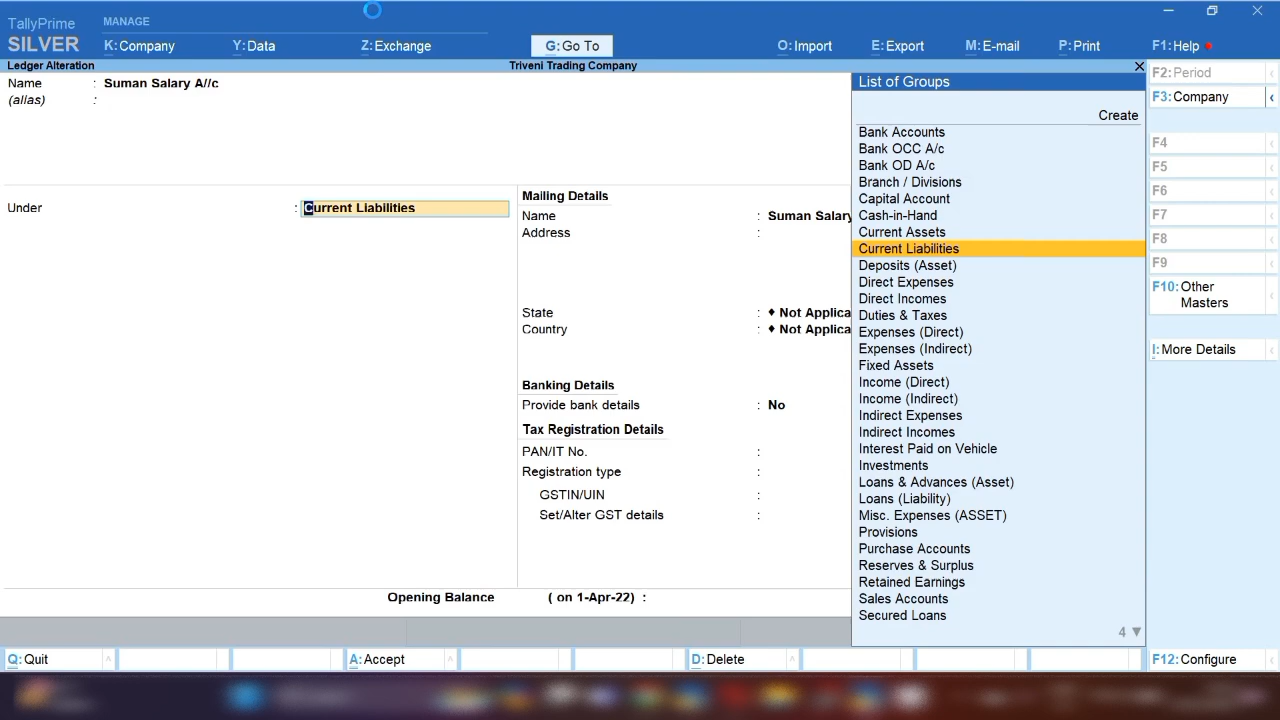 TallyPrime
MANAGE
SILVER
K:Company
Y:Data
Z:Exchange
G:Go To
O:Import
E:Export
M:E-mail
P:Print
F1:Help
Ledger Alteration
Triveni Trading Company
Name : Suman Salary A//c
(alias) :
Under : Current Liabilities
Mailing Details
Name : Suman Salary
Address :
State : ♦ Not Applica
Country : ♦ Not Applica
Banking Details
Provide bank details : No
Tax Registration Details
PAN/IT No. :
Registration type :
GSTIN/UIN :
Set/Alter GST details :
Opening Balance ( on 1-Apr-22) :
List of Groups
Create
Bank Accounts
Bank OCC A/c
Bank OD A/c
Branch / Divisions
Capital Account
Cash-in-Hand
Current Assets
Current Liabilities
Deposits (Asset)
Direct Expenses
Direct Incomes
Duties & Taxes
Expenses (Direct)
Expenses (Indirect)
Fixed Assets
Income (Direct)
Income (Indirect)
Indirect Expenses
Indirect Incomes
Interest Paid on Vehicle
Investments
Loans & Advances (Asset)
Loans (Liability)
Misc. Expenses (ASSET)
Provisions
Purchase Accounts
Reserves & Surplus
Retained Earnings
Sales Accounts
Secured Loans
4 ▼
F2: Period
F3: Company
F4
F5
F6
F7
F8
F9
F10: Other
Masters
I: More Details
Q: Quit
A: Accept
D: Delete
F12: Configure